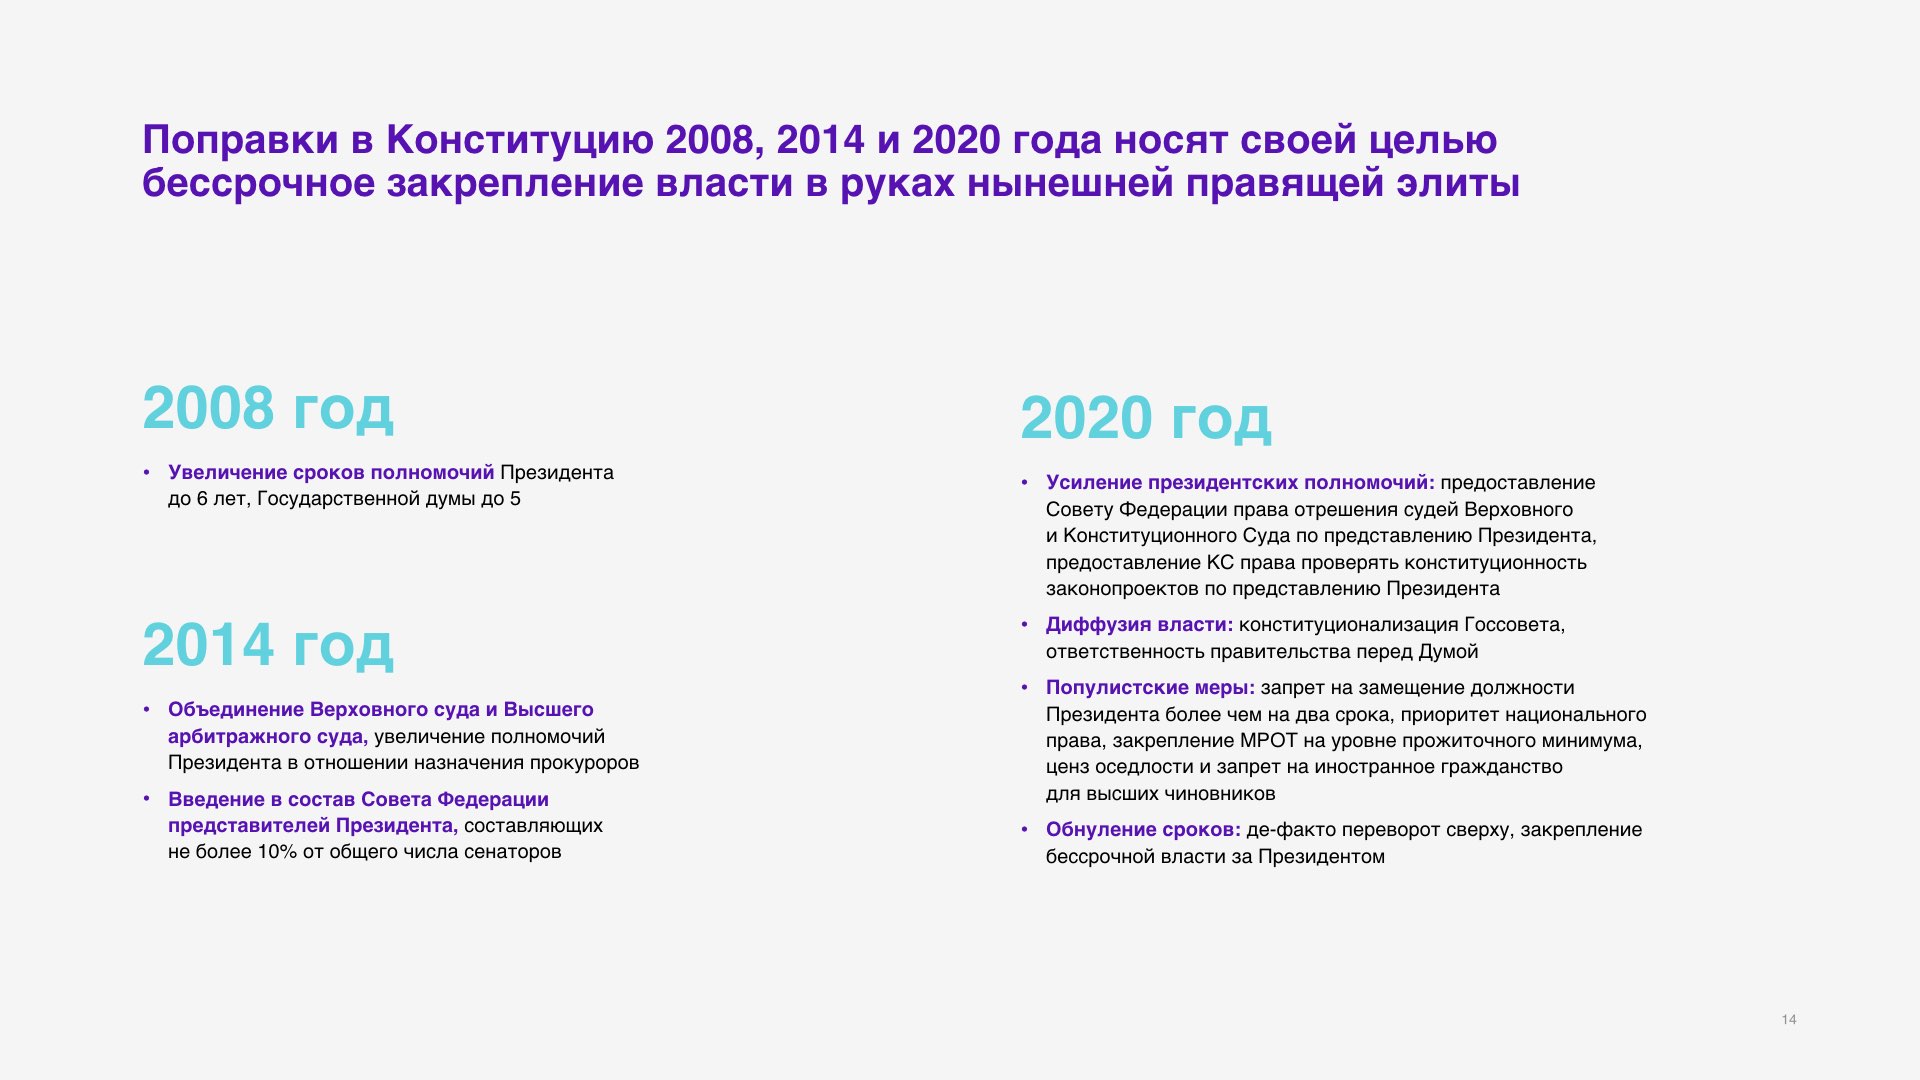 Поправки в Конституцию 2008, 2014 и 2020 года носят своей целью
бессрочное закрепление власти в руках нынешней правящей элиты
2008 год
• Увеличение сроков полномочий Президента
до 6 лет, Государственной думы до 5
2014 год
• Объединение Верховного суда и Высшего
арбитражного суда, увеличение полномочий
Президента в отношении назначения прокуроров
• Введение в состав Совета Федерации
представителей Президента, составляющих
не более 10% от общего числа сенаторов
2020 год
• Усиление президентских полномочий: предоставление
Совету Федерации права отрешения судей Верховного
и Конституционного Суда по представлению Президента,
предоставление КС права проверять конституционность
законопроектов по представлению Президента
• Диффузия власти: конституционализация Госсовета,
ответственность правительства перед Думой
• Популистские меры: запрет на замещение должности
Президента более чем на два срока, приоритет национального
права, закрепление МРОТ на уровне прожиточного минимума,
ценз оседлости и запрет на иностранное гражданство
для высших чиновников
• Обнуление сроков: де-факто переворот сверху, закрепление
бессрочной власти за Президентом
14